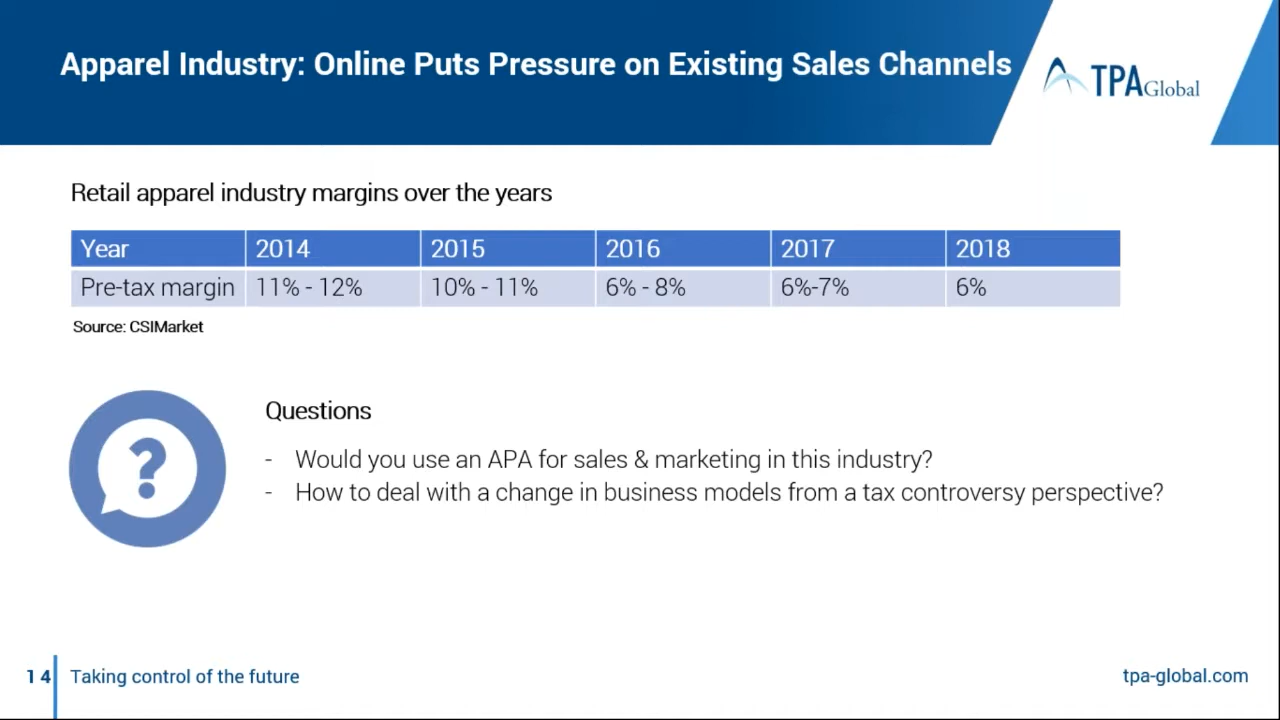 Apparel Industry: Online Puts Pressure on Existing Sales Channels
TPAGlobal
Retail apparel industry margins over the years
Year 2014 2015 2016 2017 2018
Pre-tax margin 11% - 12% 10% - 11% 6% - 8% 6%-7% 6%
Source: CSIMarket
?
Questions
- Would you use an APA for sales & marketing in this industry?
- How to deal with a change in business models from a tax controversy perspective?
14 Taking control of the future tpa-global.com